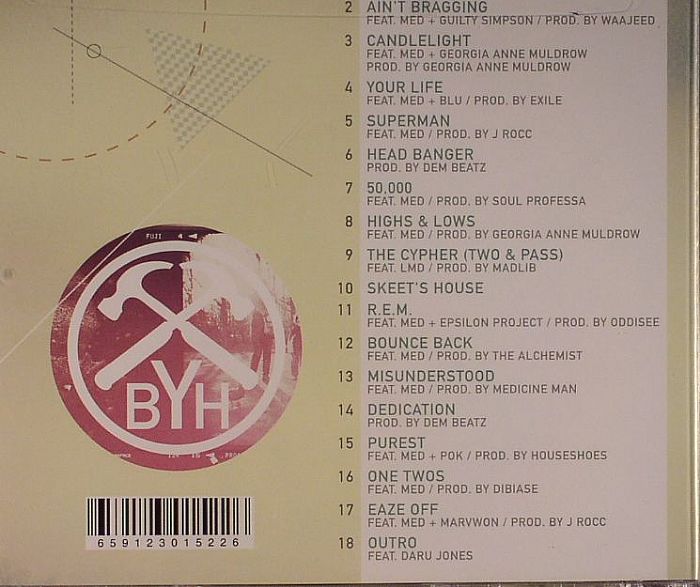 2 AIN'T BRAGGING
FEAT. MED + GUILTY SIMPSON / PROD. BY WAAJEED
3 CANDLELIGHT
FEAT. MED + GEORGIA ANNE MULDROW
PROD. BY GEORGIA ANNE MULDROW
4 YOUR LIFE
FEAT. MED + BLU / PROD. BY EXILE
5 SUPERMAN
FEAT. MED / PROD. BY J ROCC
6 HEAD BANGER
PROD. BY DEM BEATZ
7 50,000
FEAT. MED / PROD. BY SOUL PROFESSA
8 HIGHS & LOWS
FEAT. MED / PROD. BY GEORGIA ANNE MULDROW
9 THE CYPHER (TWO & PASS)
FEAT. LMD / PROD. BY MADLIB
10 SKEET'S HOUSE
11 R.E.M.
FEAT. MED + EPSILON PROJECT / PROD. BY ODDISEE
12 BOUNCE BACK
FEAT. MED / PROD. BY THE ALCHEMIST
13 MISUNDERSTOOD
FEAT. MED / PROD. BY MEDICINE MAN
14 DEDICATION
PROD. BY DEM BEATZ
15 PUREST
FEAT. MED + POK / PROD. BY HOUSESHOES
16 ONE TWOS
FEAT. MED / PROD. BY DIBIASE
17 EAZE OFF
FEAT. MED + MARVWON / PROD. BY J ROCC
18 OUTRO
FEAT. DARU JONES
FUJI 4
BYH
659123015226